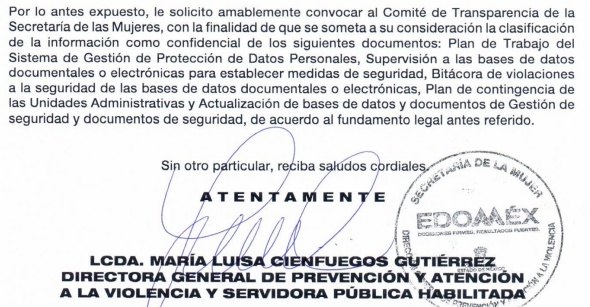 Por lo antes expuesto, le solicito amablemente convocar al Comité de Transparencia de la
Secretaría de las Mujeres, con la finalidad de que se someta a su consideración la clasificación
de la información como confidencial de los siguientes documentos: Plan de Trabajo del
Sistema de Gestión de Protección de Datos Personales, Supervisión a las bases de datos
documentales o electrónicas para establecer medidas de seguridad, Bitácora de violaciones
a la seguridad de las bases de datos documentales o electrónicas, Plan de contingencia de
las Unidades Administrativas y Actualización de bases de datos y documentos de Gestión de
seguridad y documentos de seguridad, de acuerdo al fundamento legal antes referido.
Sin otro particular, reciba saludos cordiales.
SECRETARÍA DE LA MUJER
ATENTAMENTE
EDOMÉX
DECISIONES FIRMES, RESULTADOS FUERTES.
ESTADO DE MÉXICO
LCDA. MARÍA LUISA CIENFUEGOS GUTIÉRREZ
DIRECTORA GENERAL DE PREVENCIÓN Y ATENCIÓN
A LA VIOLENCIA Y SERVIDORA PÚBLICA HABILITADA